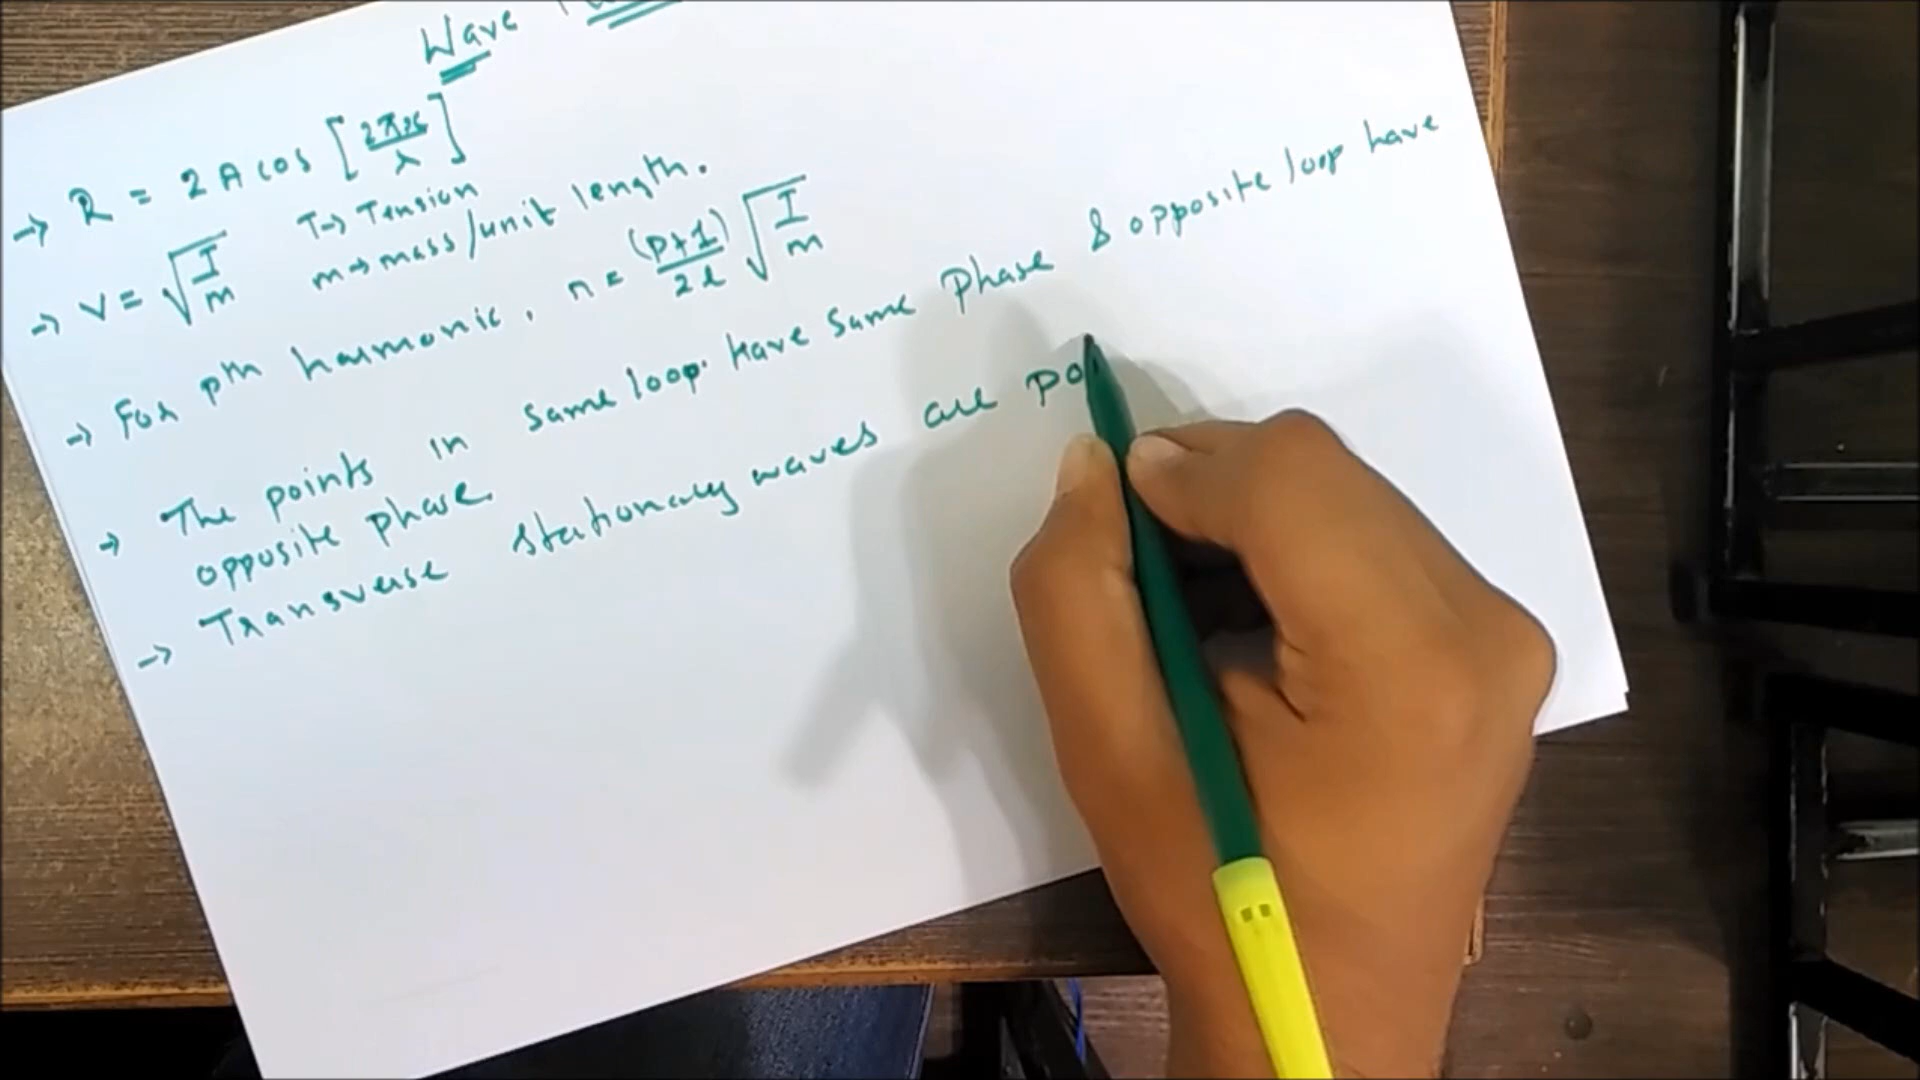 Wave
→ R = 2 A cos [2πx/λ]
→ V = √T/m T→ Tension
m→ mass/unit length.
→ For pth harmonic, n = (p+1)/2l √T/m
→ The points in same loop. Have same Phase & opposite loop have
opposite phase.
→ Transverse stationary waves are po